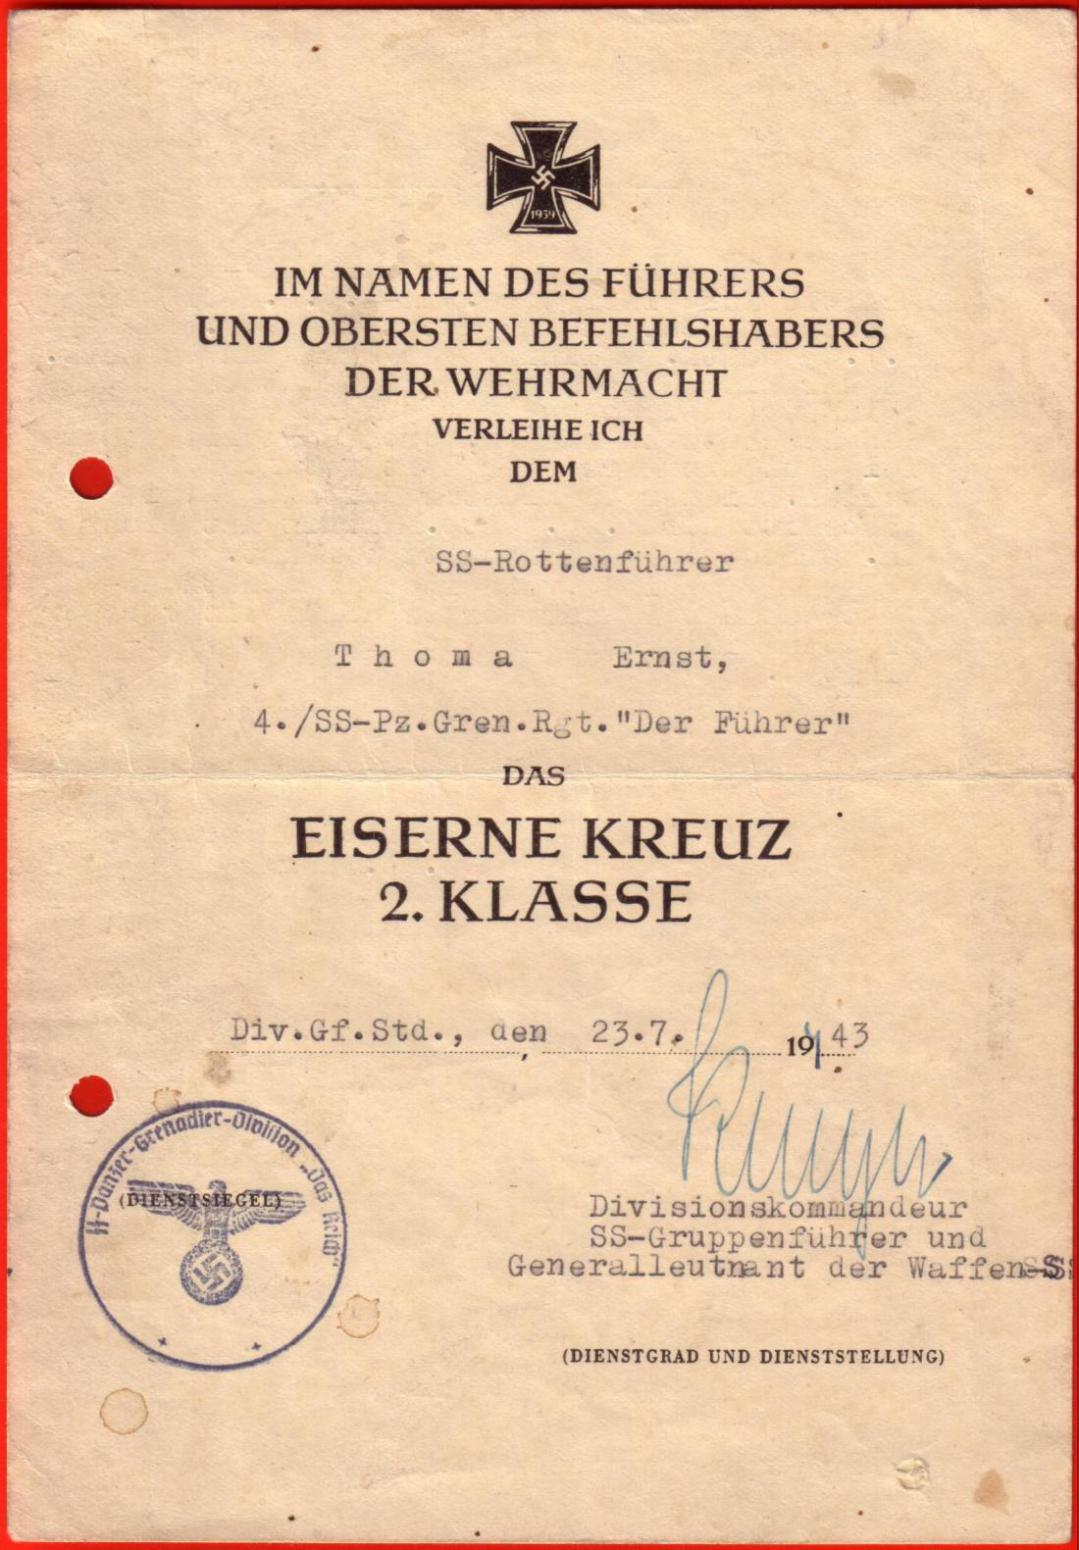 1939
IM NAMEN DES FÜHRERS
UND OBERSTEN BEFEHLSHABERS
DER WEHRMACHT
VERLEIHE ICH
DEM
SS-Rottenführer
Thoma Ernst,
4./SS-Pz.Gren.Rgt."Der Führer"
DAS
EISERNE KREUZ
2. KLASSE
Div.Gf.Std., den 23.7. 1943
SS-Panzer-Grenadier-Division „Das Reich“
(DIENSTSIEGEL)
Divisionskommandeur
SS-Gruppenführer und
Generalleutnant der Waffen-SS
(DIENSTGRAD UND DIENSTSTELLUNG)